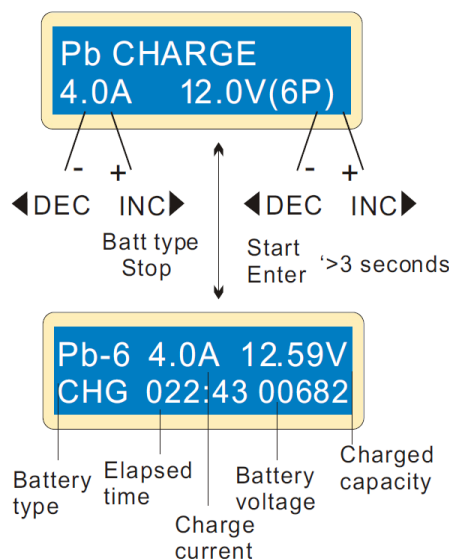 Pb CHARGE
4.0A 12.0V(6P)
- + - +
◀DEC INC▶ ◀DEC INC▶
Batt type
Stop
Start
Enter ‘>3 seconds
Pb-6 4.0A 12.59V
CHG 022:43 00682
Battery
type
Elapsed
time
Charge
current
Battery
voltage
Charged
capacity